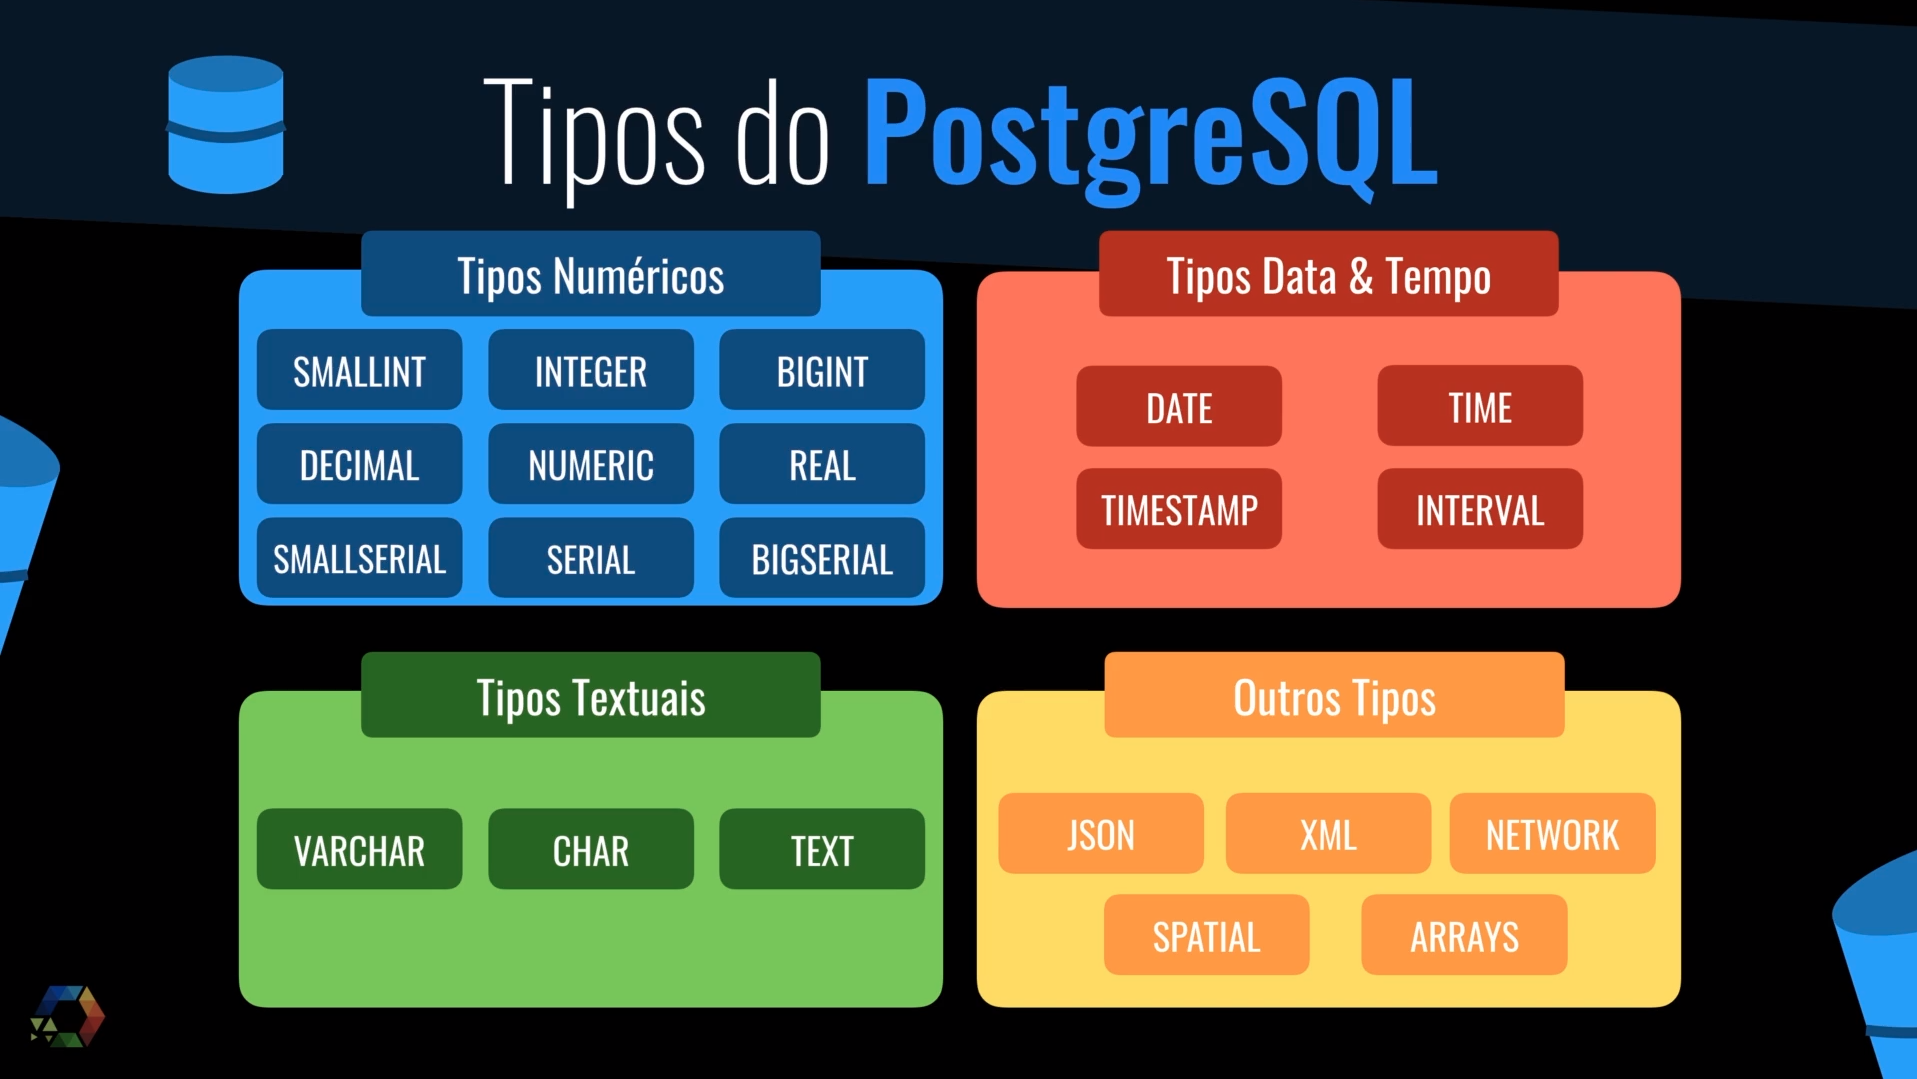 Tipos do PostgreSQL
Tipos Numéricos
SMALLINT INTEGER BIGINT
DECIMAL NUMERIC REAL
SMALLSERIAL SERIAL BIGSERIAL
Tipos Data & Tempo
DATE TIME
TIMESTAMP INTERVAL
Tipos Textuais
VARCHAR CHAR TEXT
Outros Tipos
JSON XML NETWORK
SPATIAL ARRAYS